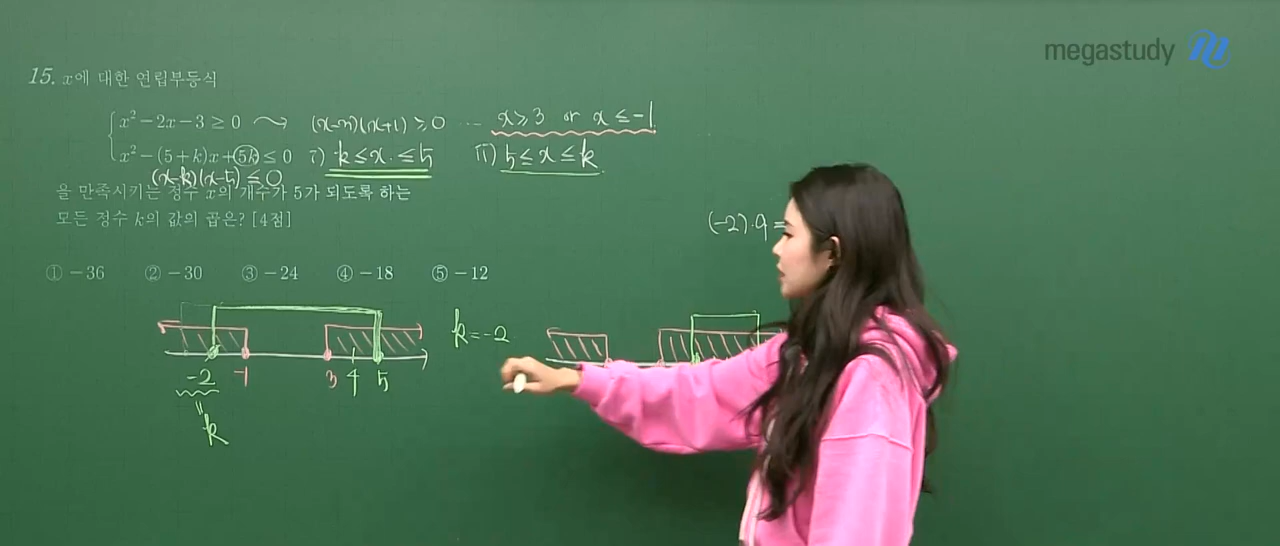 megastudy
15. x에 대한 연립부등식
x² − 2x − 3 ≥ 0 (x−3)(x+1) ≥ 0 … x ≥ 3 or x ≤ −1
x² − (5+k)x + 5k ≤ 0 i) k ≤ x ≤ 5 ii) 5 ≤ x ≤ k
(x−k)(x−5) ≤ 0
을 만족시키는 정수 x의 개수가 5가 되도록 하는
모든 정수 k의 값의 곱은? [4점]
(−2)·9 =
① −36 ② −30 ③ −24 ④ −18 ⑤ −12
k = −2
−2 −1 3 4 5
=
k